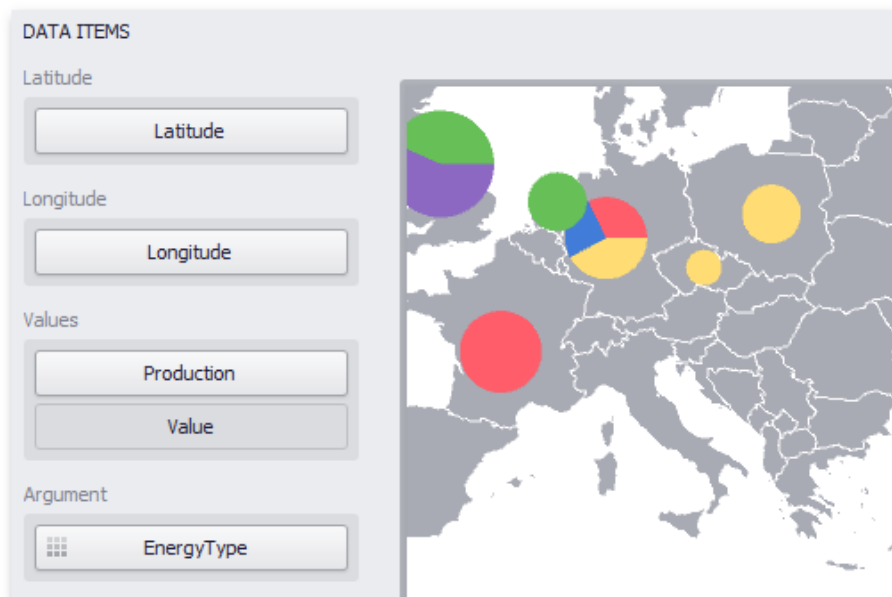 DATA ITEMS
Latitude
Latitude
Longitude
Longitude
Values
Production
Value
Argument
EnergyType